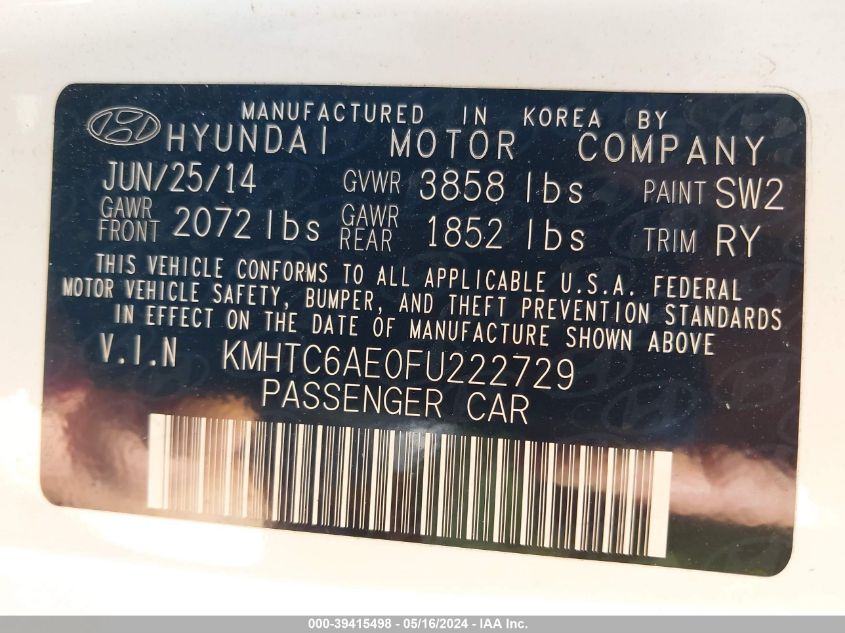 MANUFACTURED IN KOREA BY
HYUNDAI MOTOR COMPANY
JUN/25/14 GVWR 3858 lbs PAINT SW2
GAWR FRONT 2072 lbs GAWR REAR 1852 lbs TRIM RY
THIS VEHICLE CONFORMS TO ALL APPLICABLE U.S.A. FEDERAL
MOTOR VEHICLE SAFETY, BUMPER, AND THEFT PREVENTION STANDARDS
IN EFFECT ON THE DATE OF MANUFACTURE SHOWN ABOVE
V.I.N KMHTC6AE0FU222729
PASSENGER CAR
000-39415498 - 05/16/2024 - IAA Inc.